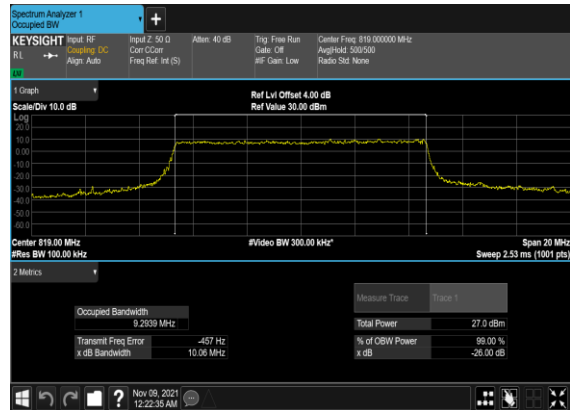 Spectrum Analyzer 1
Occupied BW
+
KEYSIGHT Input: RF Input Z: 50 Ω Atten: 40 dB Trig: Free Run Center Freq: 819.000000 MHz
RL Coupling: DC Corr CCorr Gate: Off Avg|Hold: 500/500
Align: Auto Freq Ref: Int (S) #IF Gain: Low Radio Std: None
1 Graph
Ref Lvl Offset 4.00 dB
Scale/Div 10.0 dB Ref Value 30.00 dBm
Log
20.0
10.0
0.00
-10.0
-20.0
-30.0
-40.0
-50.0
-60.0
Center 819.00 MHz #Video BW 300.00 kHz* Span 20 MHz
#Res BW 100.00 kHz Sweep 2.53 ms (1001 pts)
2 Metrics
Measure Trace Trace 1
Occupied Bandwidth
9.2939 MHz
Total Power 27.0 dBm
Transmit Freq Error -457 Hz % of OBW Power 99.00 %
x dB Bandwidth 10.06 MHz x dB -26.00 dB
? Nov 09, 2021
12:22:35 AM